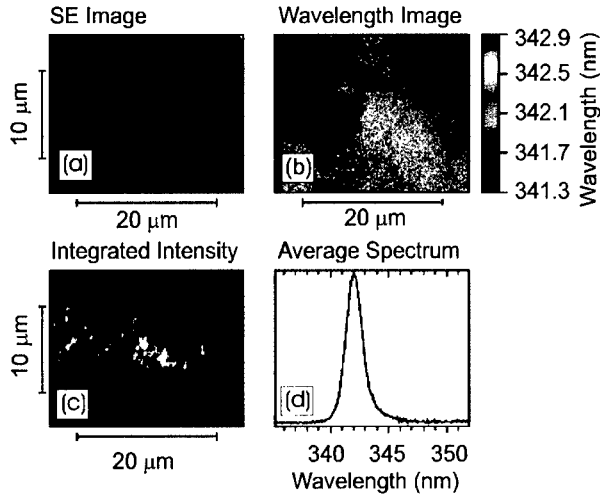 SE Image
Wavelength Image
10 μm
(a)
20 μm
(b)
20 μm
342.9
342.5
342.1
341.7
341.3
Wavelength (nm)
Integrated Intensity
Average Spectrum
10 μm
(c)
20 μm
(d)
340 345 350
Wavelength (nm)